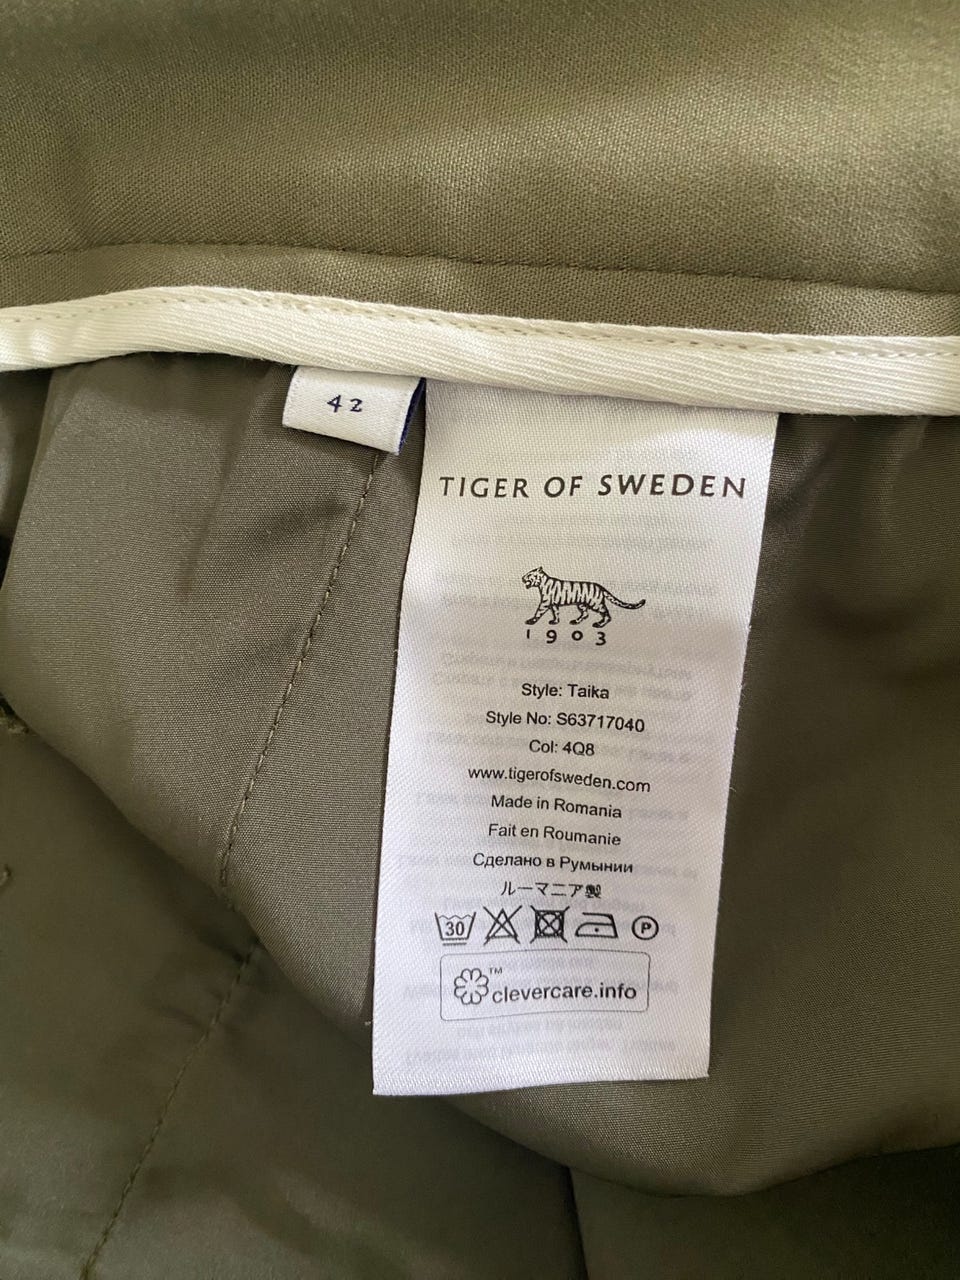 42
TIGER OF SWEDEN
1903
Style: Taika
Style No: S63717040
Col: 4Q8
www.tigerofsweden.com
Made in Romania
Fait en Roumanie
Сделано в Румынии
ルーマニア製
30 P
™
clevercare.info